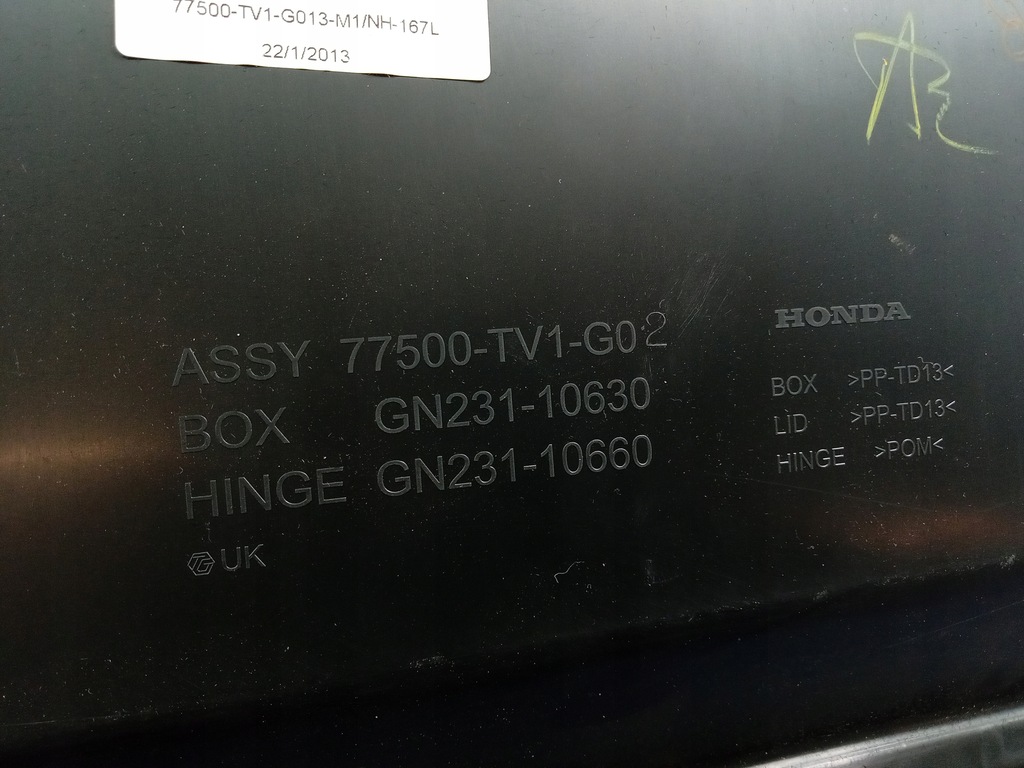 77500-TV1-G013-M1/NH-167L
22/1/2013
ASSY 77500-TV1-G02
BOX GN231-10630
HINGE GN231-10660
UK
HONDA
BOX >PP-TD13<
LID >PP-TD13<
HINGE >POM<